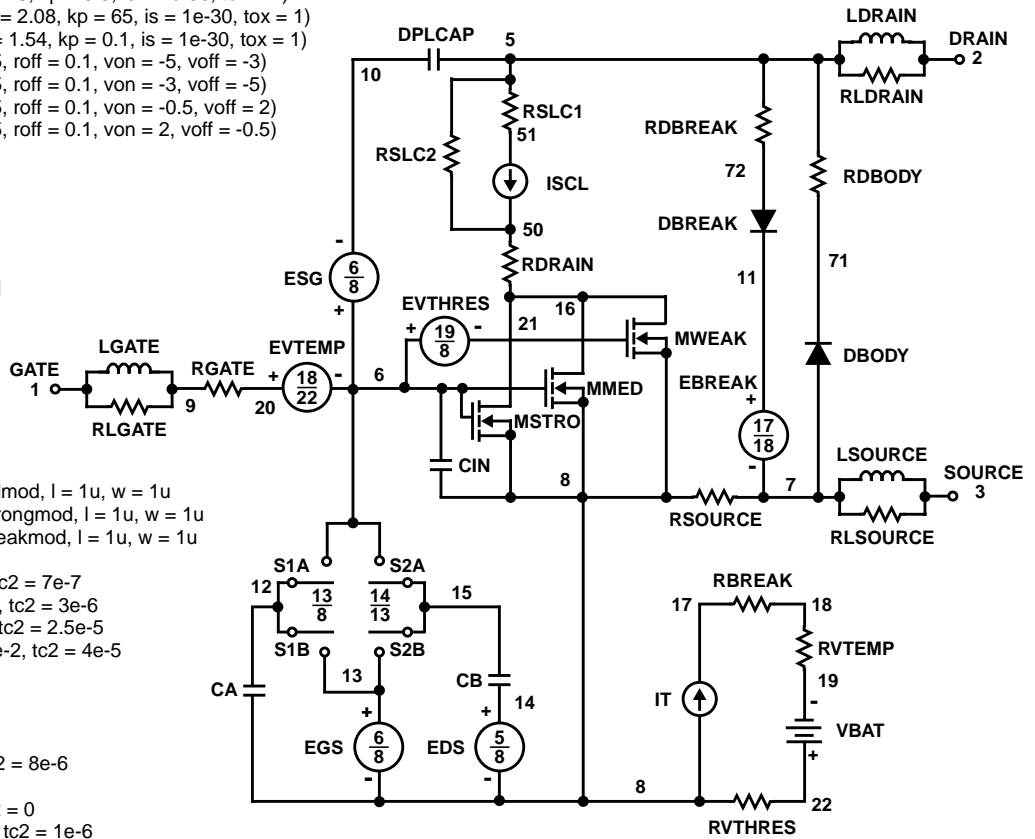 = 2.08, kp = 65, is = 1e-30, tox = 1)
= 1.54, kp = 0.1, is = 1e-30, tox = 1)
, roff = 0.1, von = -5, voff = -3)
, roff = 0.1, von = -3, voff = -5)
, roff = 0.1, von = -0.5, voff = 2)
, roff = 0.1, von = 2, voff = -0.5)
DPLCAP 5
10
LDRAIN
DRAIN
2
RLDRAIN
RSLC1
51
RSLC2
ISCL
50
RDBREAK
72
RDBODY
DBREAK
71
11
ESG
- 6 8 +
RDRAIN
16
EVTHRES
+ 19 8 -
21
MWEAK
DBODY
LGATE
GATE
1
RLGATE
9
RGATE
20
EVTEMP
+ 18 22 -
6
MMED
MSTRO
EBREAK
+ 17 18 -
CIN
8
RSOURCE
7
LSOURCE
SOURCE
3
RLSOURCE
mod, l = 1u, w = 1u
rongmod, l = 1u, w = 1u
eakmod, l = 1u, w = 1u
c2 = 7e-7
, tc2 = 3e-6
tc2 = 2.5e-5
e-2, tc2 = 4e-5
2 = 8e-6
= 0
tc2 = 1e-6
S1A
S2A
12
13 8
14 13
15
S1B
S2B
13
CA
CB
14
EGS
+ 6 8 -
EDS
+ 5 8 -
8
RBREAK
17
18
RVTEMP
19
IT
-
VBAT
+
22
RVTHRES